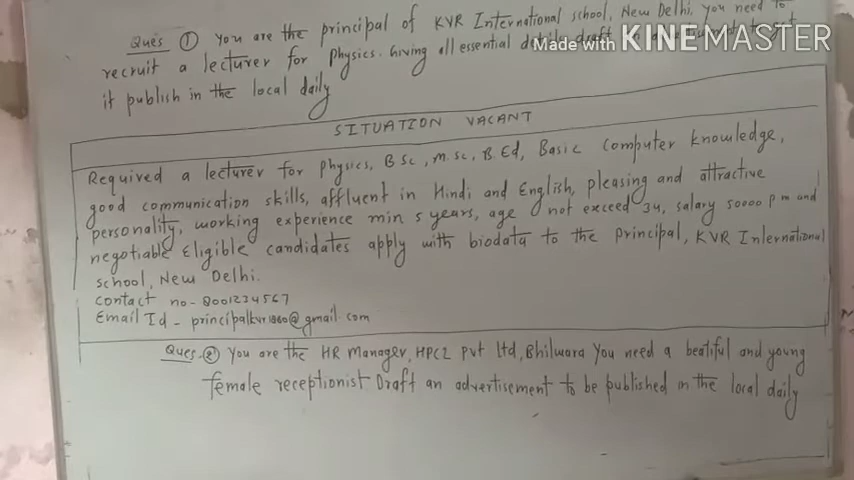 Ques ① You are the principal of KVR International school, New Delhi, you need to
Made with KINEMASTER
recruit a lecturer for Physics. Giving all essential details draft
it publish in the local daily
SITUATION VACANT
Required a lecturer for Physics, B Sc, M. Sc, B. Ed, Basic computer knowledge,
good communication skills, affluent in Hindi and English, pleasing and attractive
personality, working experience min 5 years, age not exceed 34, salary 50000 P m and
negotiable Eligible candidates apply with biodata to the principal, KVR International
school, New Delhi.
contact no- 8001234567
Email Id - principalkvr1860@gmail.com
Ques ② You are the HR Manager, HPCL Pvt Ltd, Bhilwara You need a beatiful and young
female receptionist Draft an advertisement to be published in the local daily